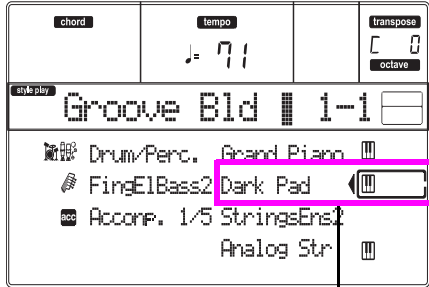 chord tempo transpose
♩= 71 C 0
octave
style play
Groove Bld 1-1
Drum/Perc. Grand Piano
FingElBass2 Dark Pad
acc Accomp. 1/5 StringsEns2
Analog Str